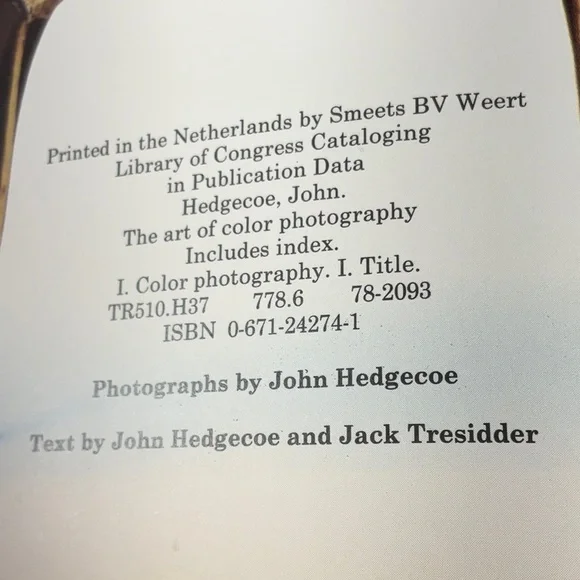 Printed in the Netherlands by Smeets BV Weert
Library of Congress Cataloging
in Publication Data
Hedgecoe, John.
The art of color photography
Includes index.
I. Color photography. I. Title.
TR510.H37 778.6 78-2093
ISBN 0-671-24274-1
Photographs by John Hedgecoe
Text by John Hedgecoe and Jack Tresidder